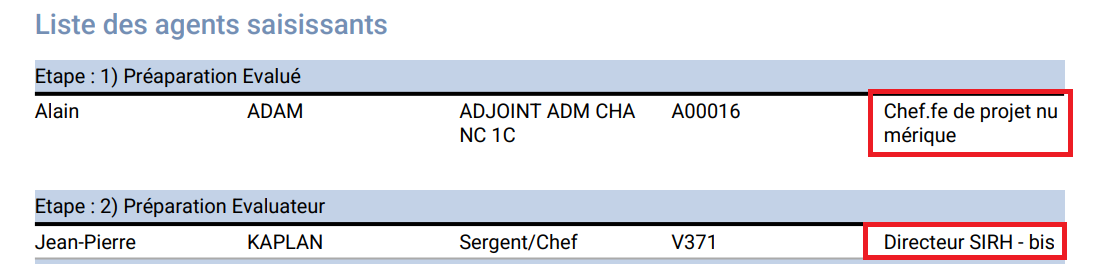 Liste des agents saisissants
Etape : 1) Préaparation Evalué
Alain ADAM ADJOINT ADM CHA A00016 Chef.fe de projet nu
NC 1C mérique
Etape : 2) Préparation Evaluateur
Jean-Pierre KAPLAN Sergent/Chef V371 Directeur SIRH - bis